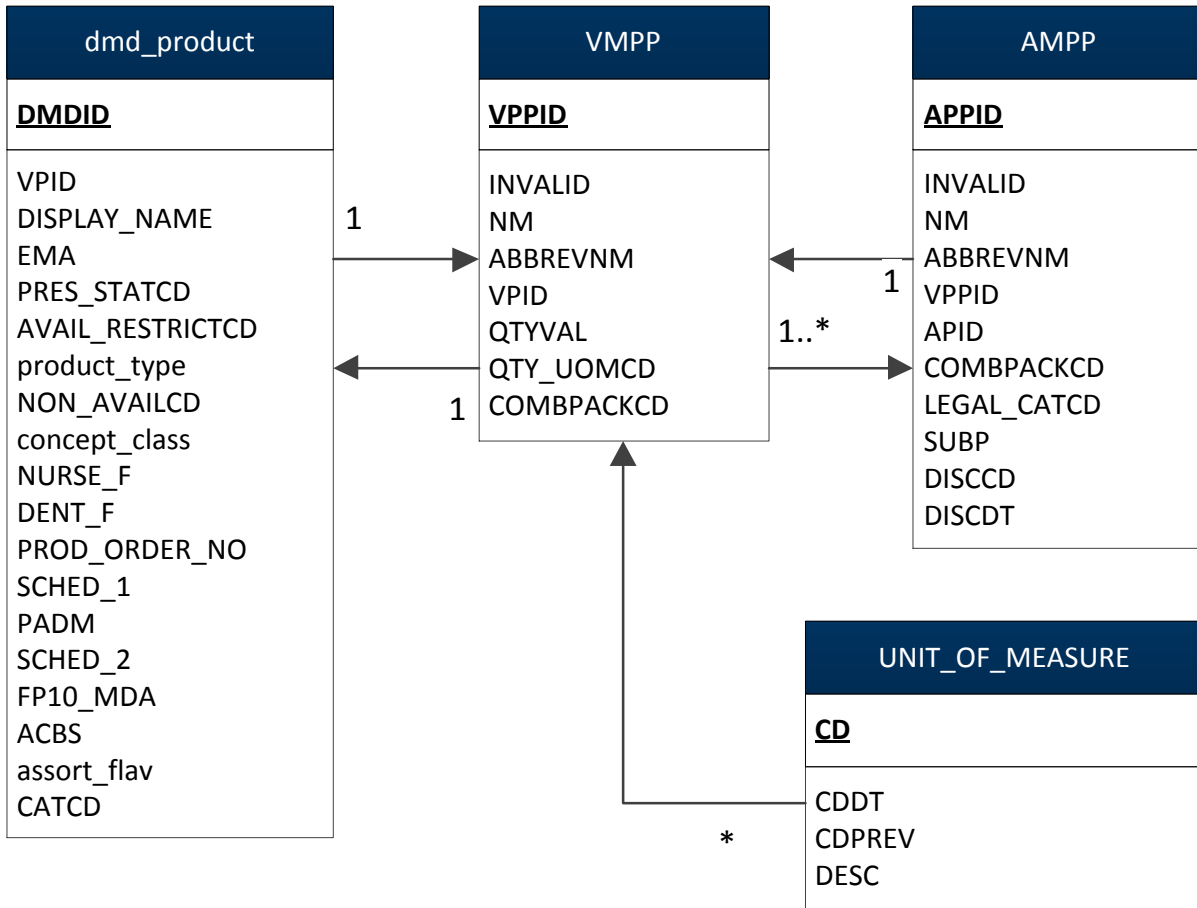 dmd_product
DMDID
VPID
DISPLAY_NAME
EMA
PRES_STATCD
AVAIL_RESTRICTCD
product_type
NON_AVAILCD
concept_class
NURSE_F
DENT_F
PROD_ORDER_NO
SCHED_1
PADM
SCHED_2
FP10_MDA
ACBS
assort_flav
CATCD
1
1
VMPP
VPPID
INVALID
NM
ABBREVNM
VPID
QTYVAL
QTY_UOMCD
COMBPACKCD
1
1..*
AMPP
APPID
INVALID
NM
ABBREVNM
VPPID
APID
COMBPACKCD
LEGAL_CATCD
SUBP
DISCCD
DISCDT
*
UNIT_OF_MEASURE
CD
CDDT
CDPREV
DESC